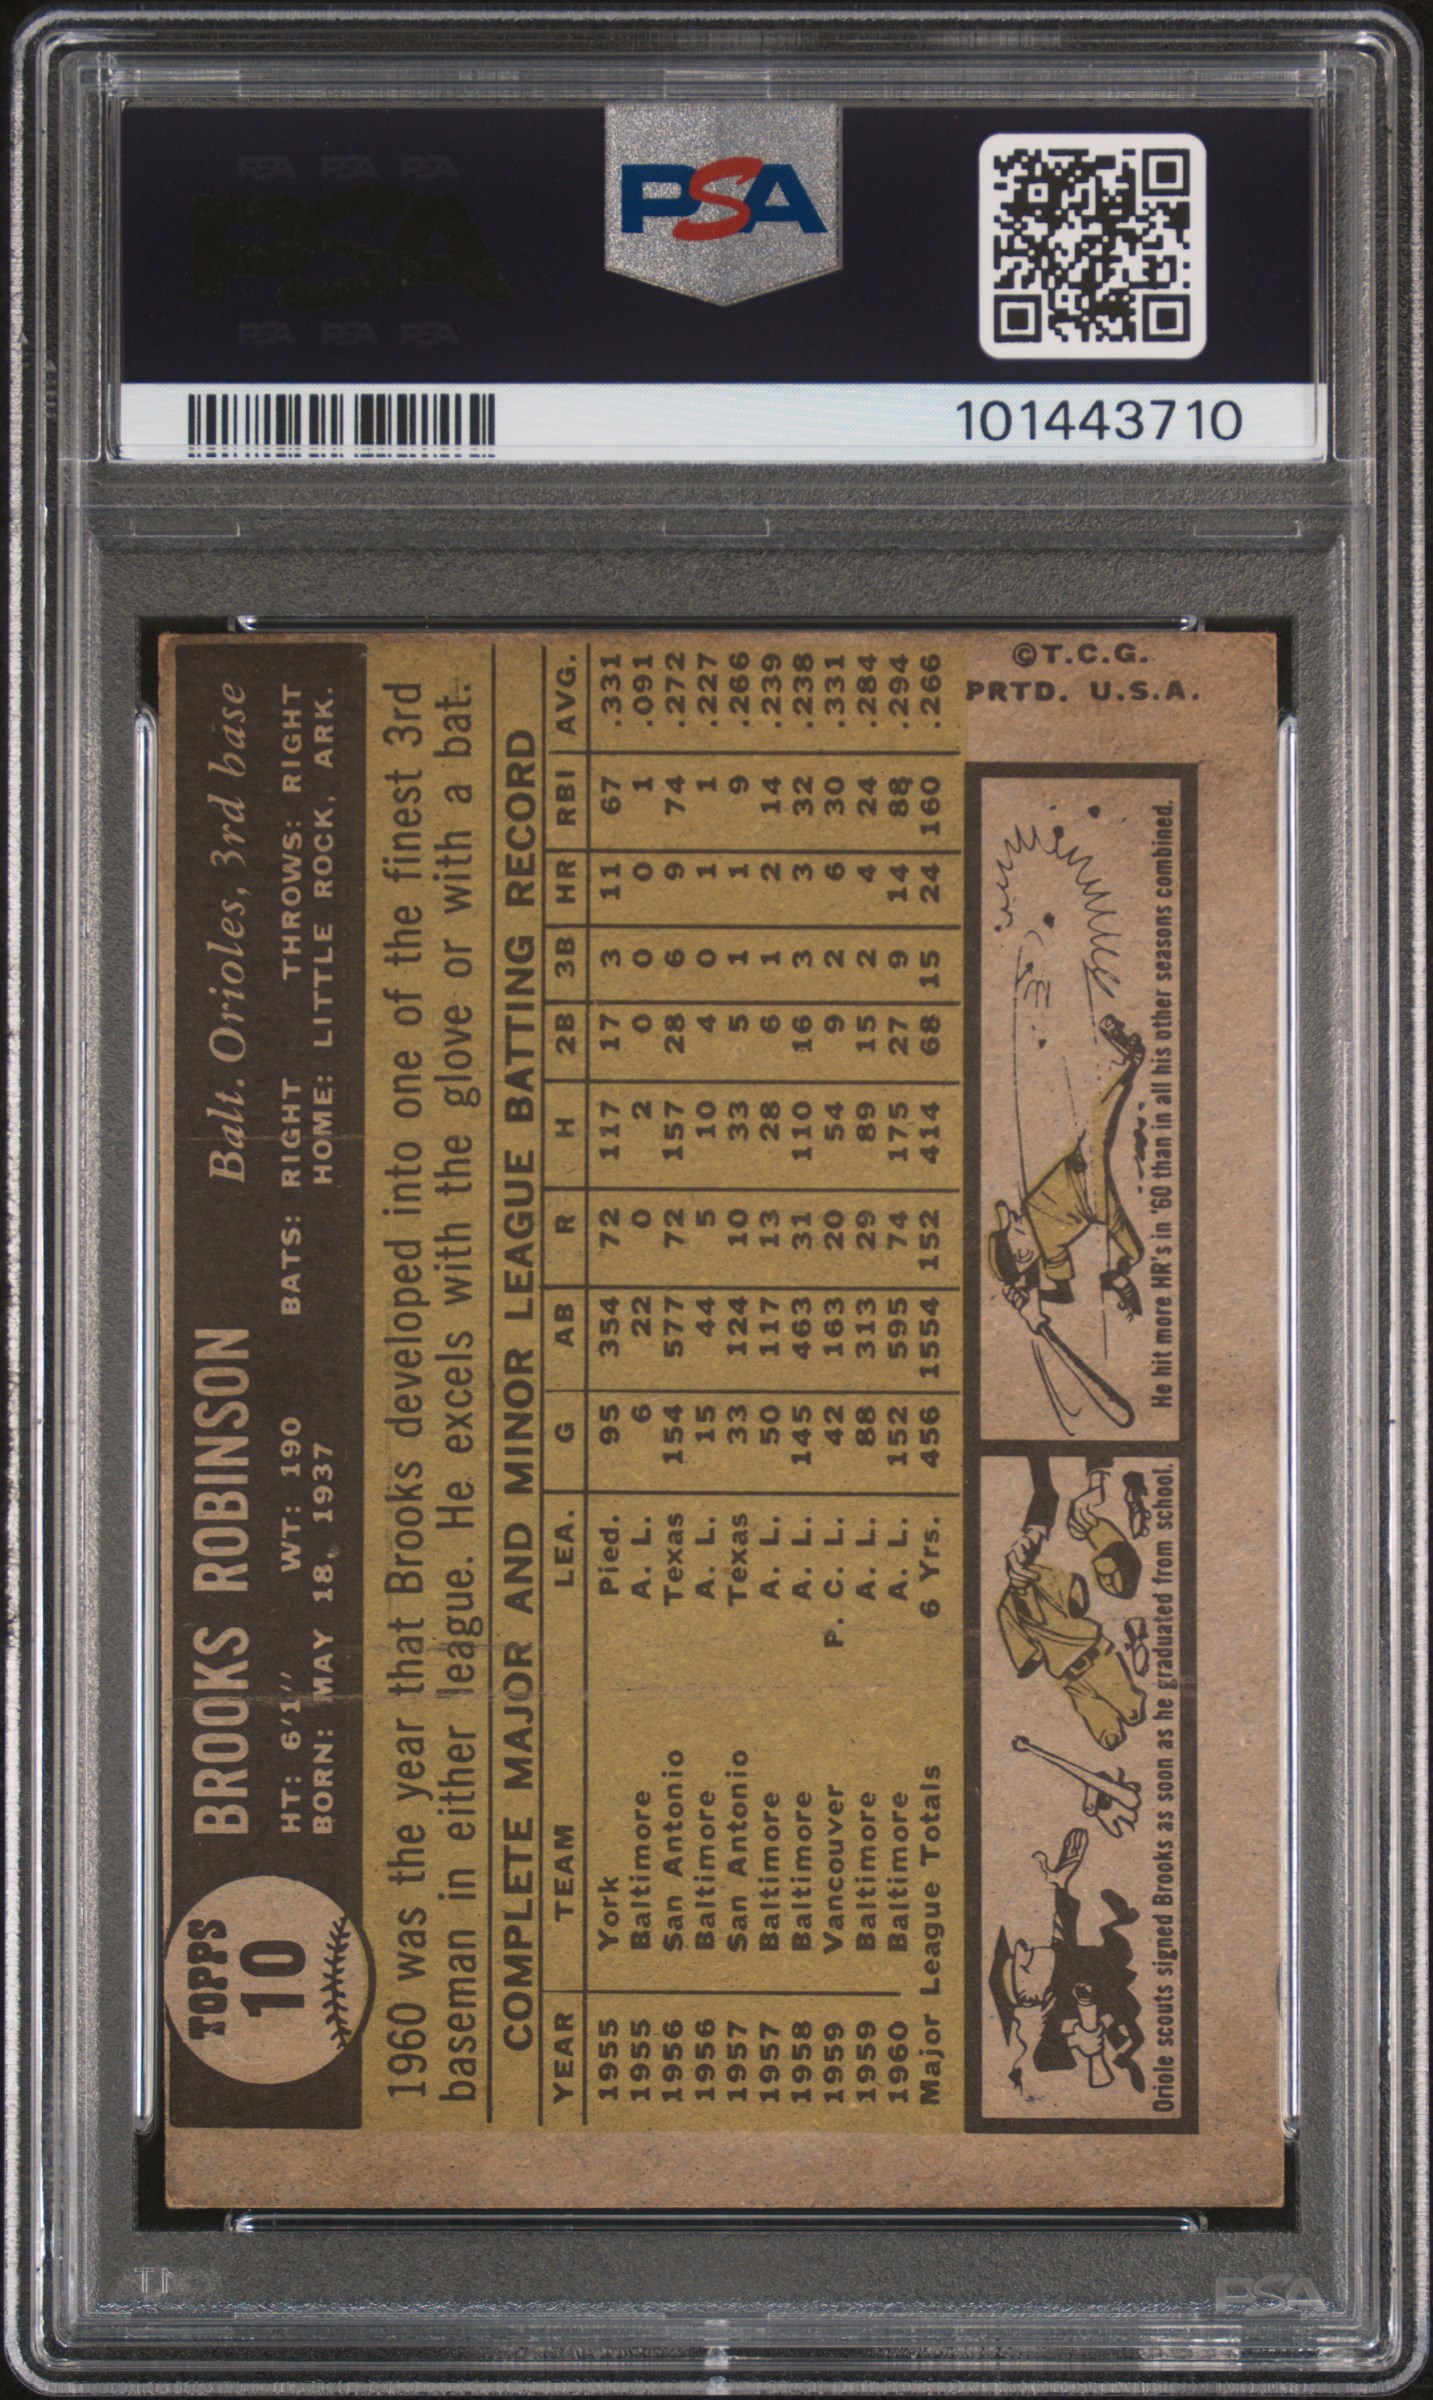 PSA PSA PSA
PSA
PSA PSA PSA
PSA
101443710
TOPPS
10
BROOKS ROBINSON Balt. Orioles, 3rd base
HT: 6'1" WT: 190 BATS: RIGHT THROWS: RIGHT
BORN: MAY 18, 1937 HOME: LITTLE ROCK, ARK.
1960 was the year that Brooks developed into one of the finest 3rd
baseman in either league. He excels with the glove or with a bat.
COMPLETE MAJOR AND MINOR LEAGUE BATTING RECORD
YEAR TEAM LEA. G AB R H 2B 3B HR RBI AVG.
1955 York Pied. 95 354 72 117 17 3 11 67 .331
1955 Baltimore A. L. 6 22 0 2 0 0 0 1 .091
1956 San Antonio Texas 154 577 72 157 28 6 9 74 .272
1956 Baltimore A. L. 15 44 5 10 4 0 1 1 .227
1957 San Antonio Texas 33 124 10 33 5 1 1 9 .266
1957 Baltimore A. L. 50 117 13 28 6 1 2 14 .239
1958 Baltimore A. L. 145 463 31 110 16 3 3 32 .238
1959 Vancouver P. C. L. 42 163 20 54 9 2 6 30 .331
1959 Baltimore A. L. 88 313 29 89 15 2 4 24 .284
1960 Baltimore A. L. 152 595 74 175 27 9 14 88 .294
Major League Totals 6 Yrs. 456 1554 152 414 68 15 24 160 .266
Oriole scouts signed Brooks as soon as he graduated from school.
He hit more HR's in '60 than in all his other seasons combined.
©T.C.G.
PRTD. U.S.A.
PSA